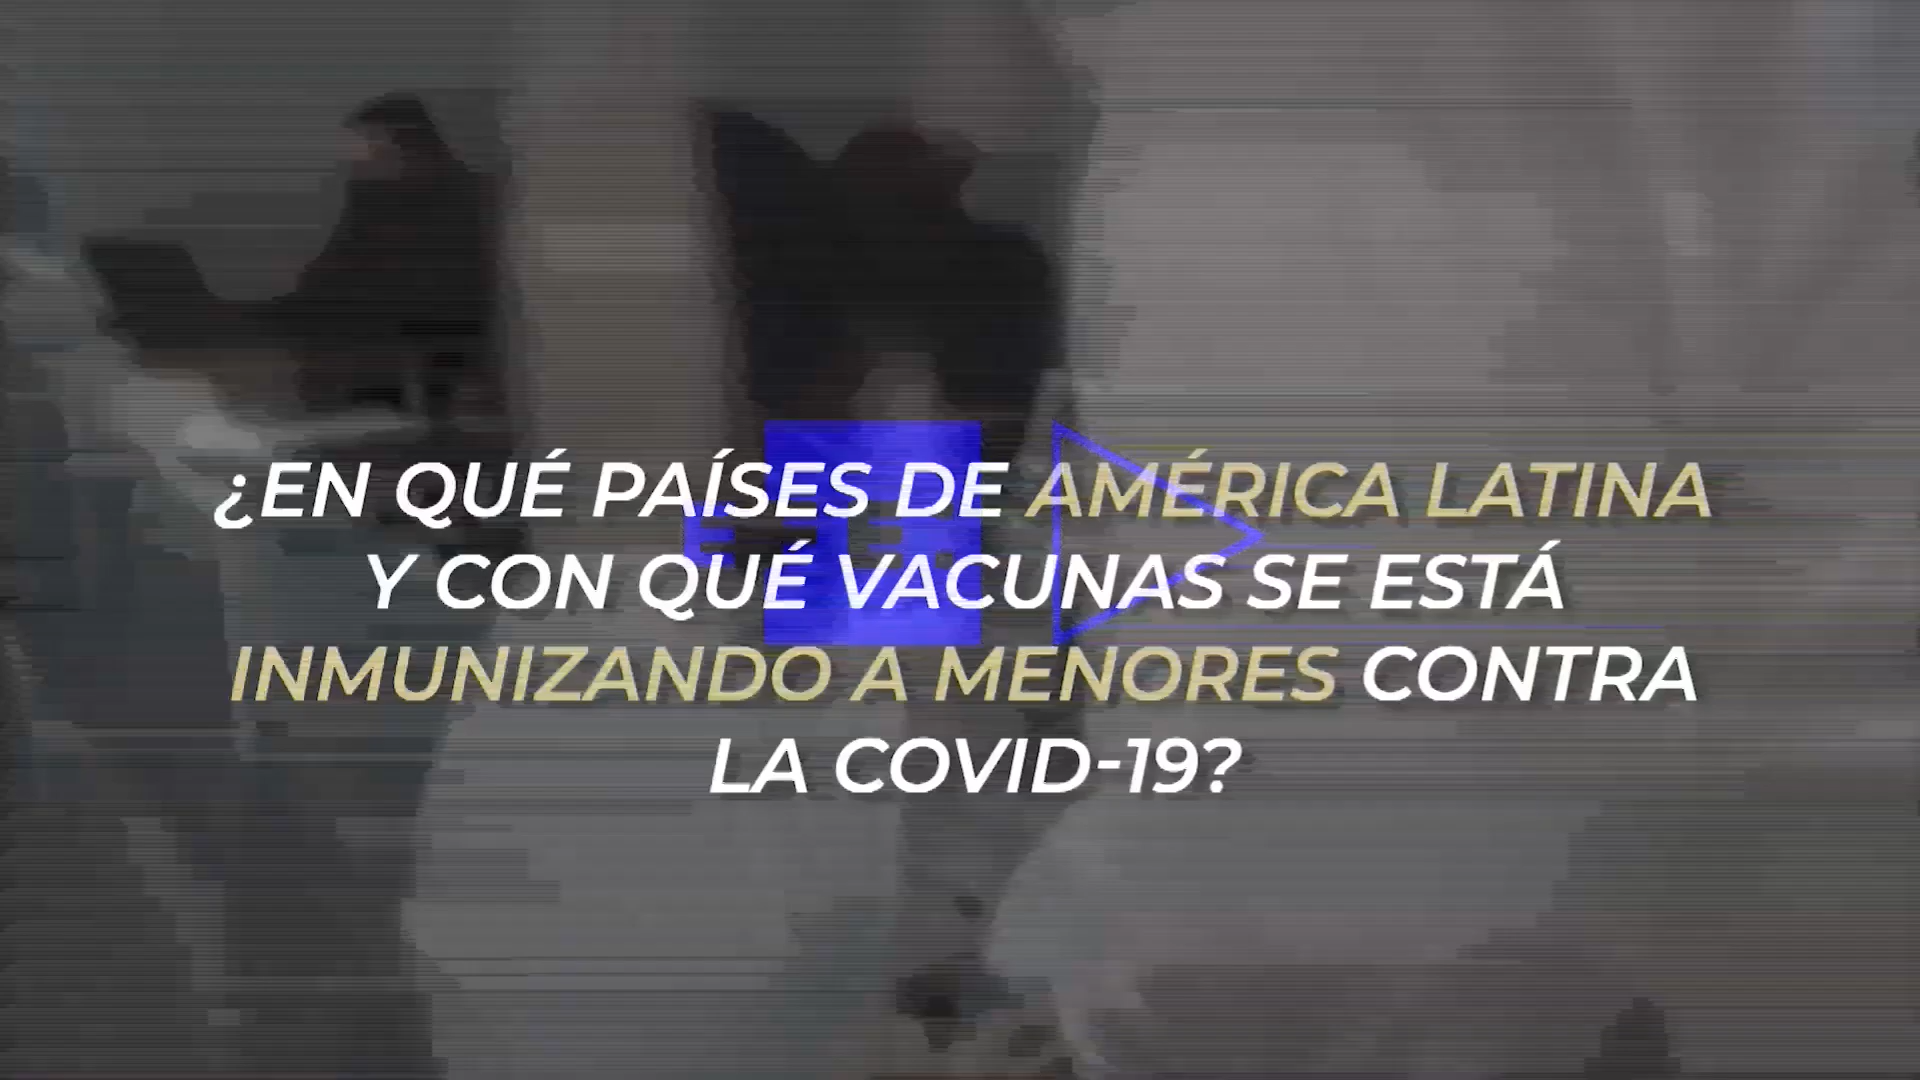 ¿EN QUÉ PAÍSES DE AMÉRICA LATINA
Y CON QUÉ VACUNAS SE ESTÁ
INMUNIZANDO A MENORES CONTRA
LA COVID-19?